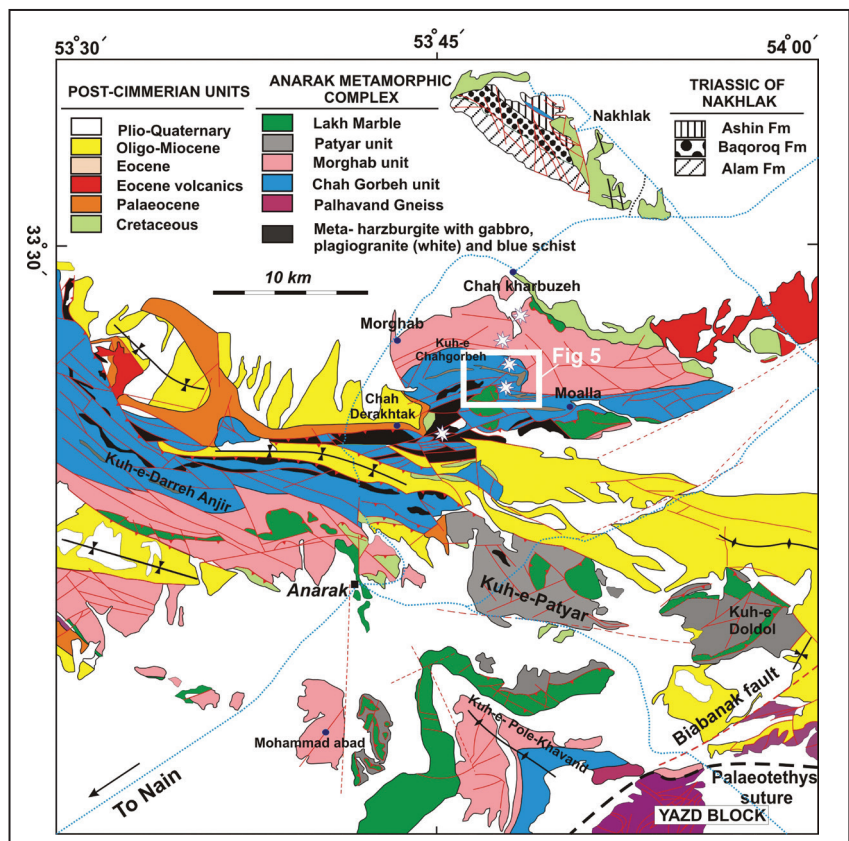 53°30
53°45
54°00
POST-CIMMERIAN UNITS
Plio-Quaternary
Oligo-Miocene
Eocene
Eocene volcanics
Palaeocene
Cretaceous
ANARAK METAMORPHIC
COMPLEX
Lakh Marble
Patyar unit
Morghab unit
Chah Gorbeh unit
Palhavand Gneiss
Meta- harzburgite with gabbro,
plagiogranite (white) and blue schist
TRIASSIC OF
NAKHLAK
Ashin Fm
Baqoroq Fm
Alam Fm
Nakhlak
33°30
10 km
Chah kharbuzeh
Morghab
Kuh-e
Chahgorbeh
Fig 5
Moalla
Chah
Derakhtak
Kuh-e-Darreh Anjir
Anarak
Kuh-e-Patyar
Kuh-e
Doldol
Biabanak fault
Mohammad abad
Kuh-e- Pole-Khavand
To Nain
Palaeotethys
suture
YAZD BLOCK